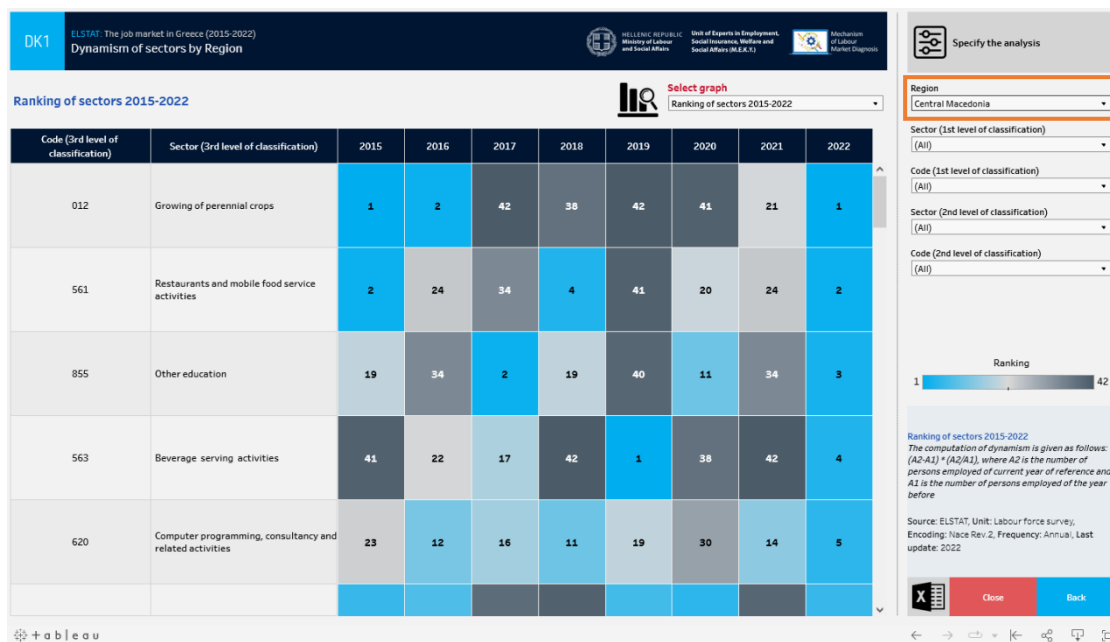 DK1
ELSTAT: The job market in Greece (2015-2022)
Dynamism of sectors by Region
HELLENIC REPUBLIC
Ministry of Labour
and Social Affairs
Unit of Experts in Employment,
Social Insurance, Welfare and
Social Affairs (M.E.K.Y.)
Mechanism
of Labour
Market Diagnosis
Specify the analysis
Ranking of sectors 2015-2022
Select graph
Ranking of sectors 2015-2022
Region
Central Macedonia
Sector (1st level of classification)
(All)
Code (1st level of classification)
(All)
Sector (2nd level of classification)
(All)
Code (2nd level of classification)
(All)
Code (3rd level of
classification)
Sector (3rd level of classification)
2015 2016 2017 2018 2019 2020 2021 2022
012 Growing of perennial crops 1 2 42 38 42 41 21 1
561 Restaurants and mobile food service
activities 2 24 34 4 41 20 24 2
855 Other education 19 34 2 19 40 11 34 3
563 Beverage serving activities 41 22 17 42 1 38 42 4
620 Computer programming, consultancy and
related activities 23 12 16 11 19 30 14 5
Ranking
1 42
Ranking of sectors 2015-2022
The computation of dynamism is given as follows:
(A2-A1) * (A2/A1), where A2 is the number of
persons employed of current year of reference and
A1 is the number of persons employed of the year
before
Source: ELSTAT, Unit: Labour force survey,
Encoding: Nace Rev.2, Frequency: Annual, Last
update: 2022
Close
Back
+ a b l e a u